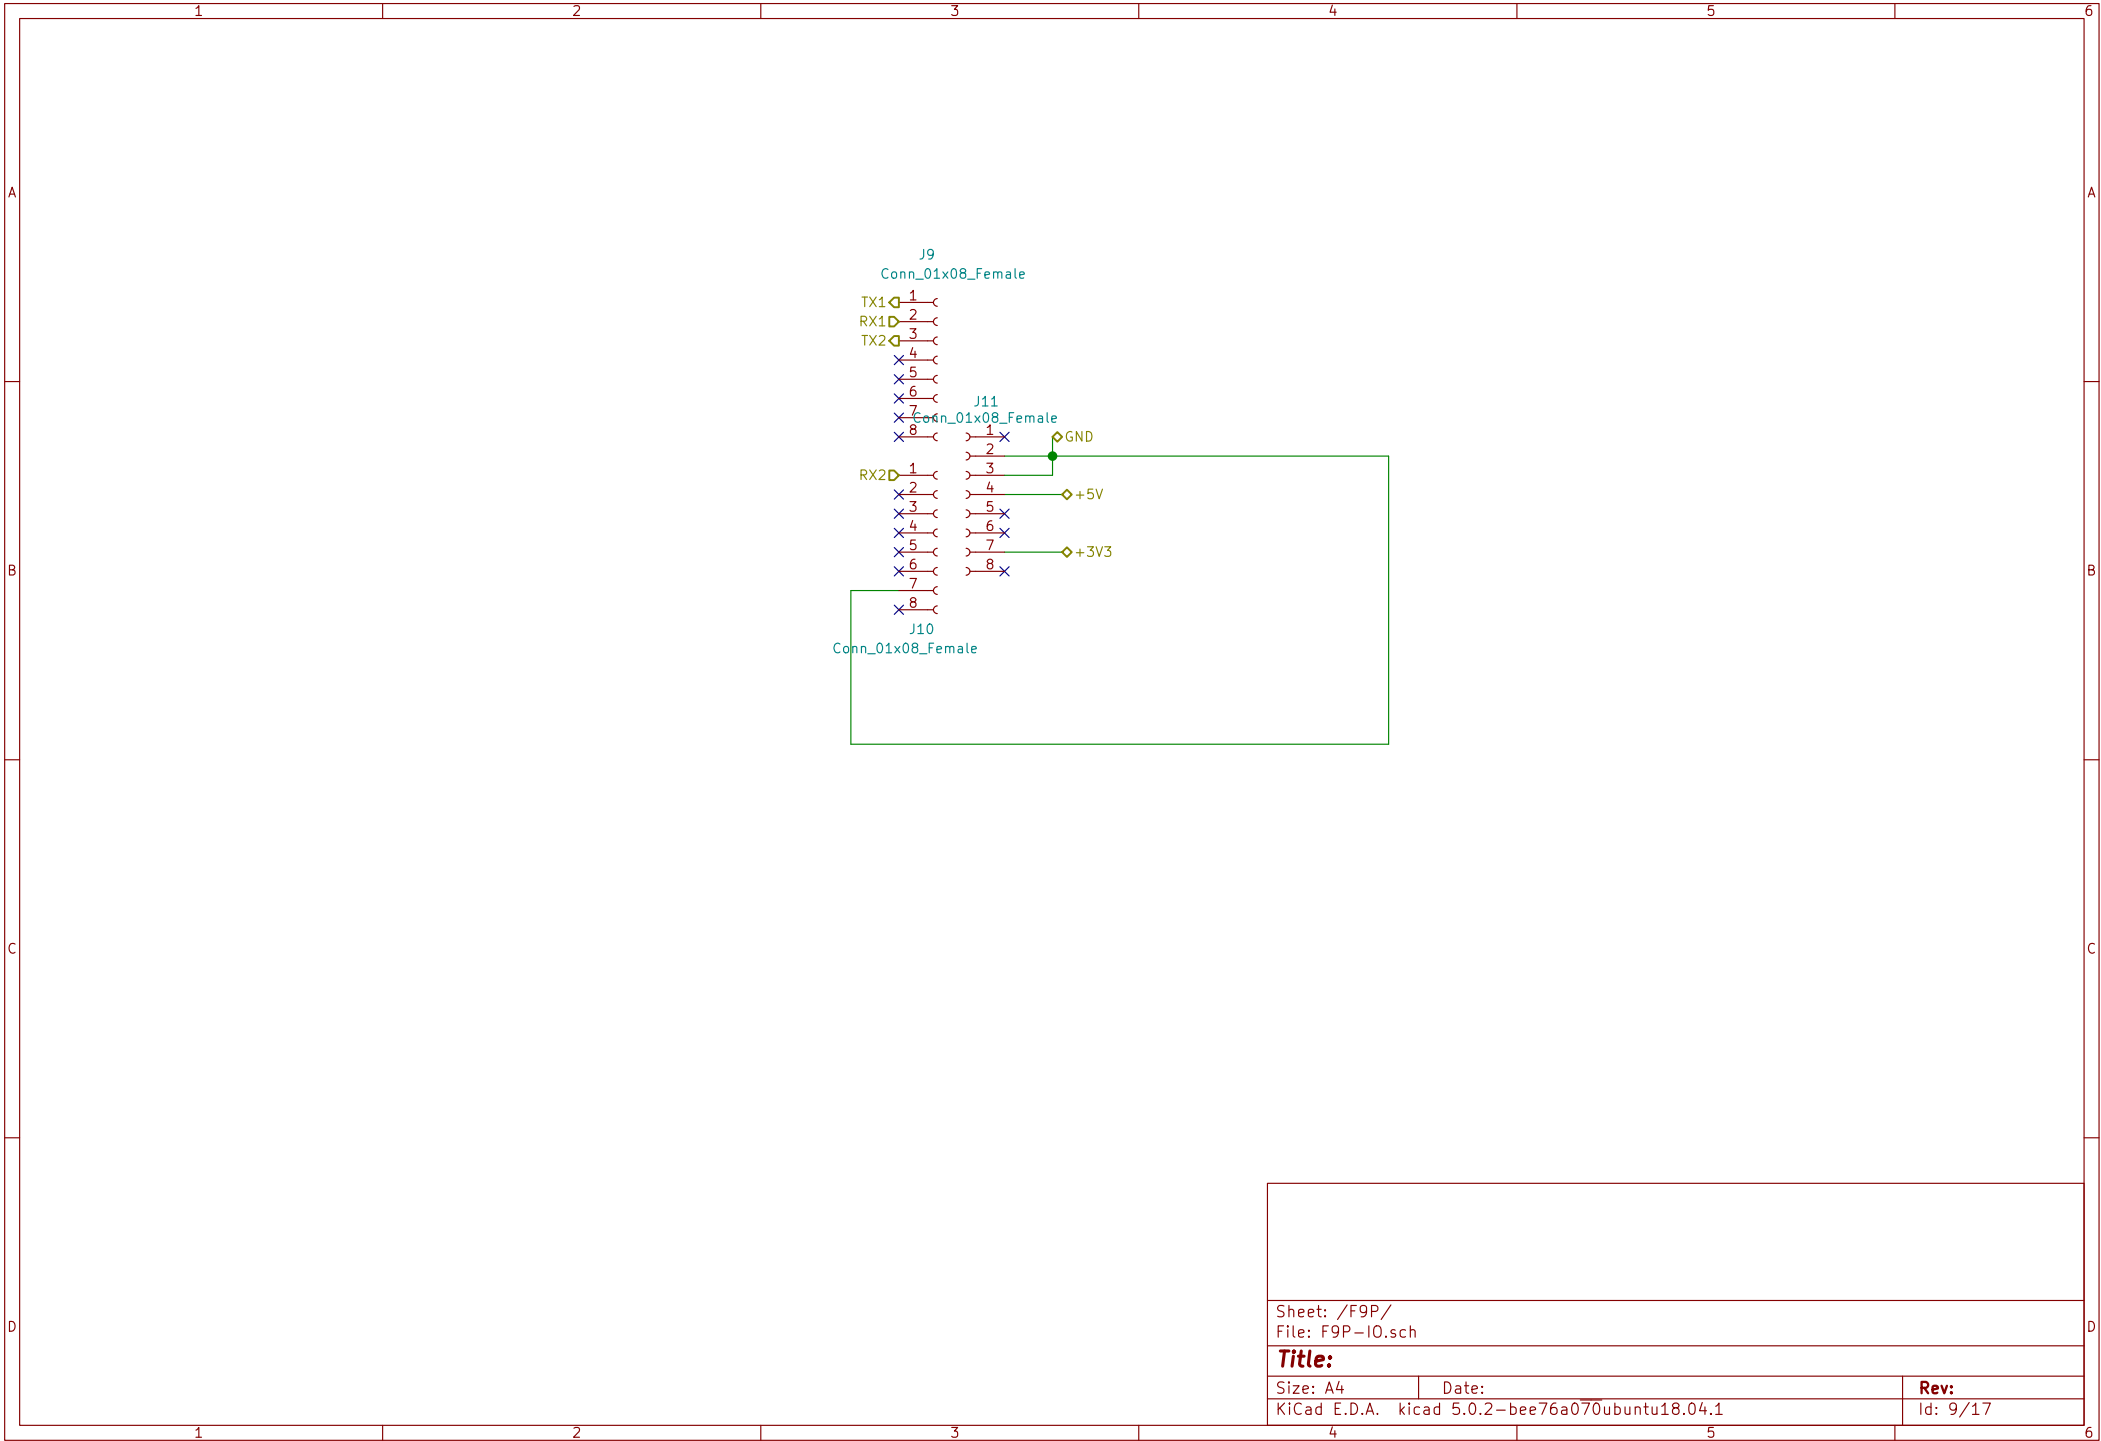 1 2 3 4 5 6
A A
J9
Conn_01x08_Female
TX1 1
RX1 2
TX2 3
4
5
6
7
8
J11
Conn_01x08_Female
1 GND
2
3
4 +5V
5
6
7 +3V3
8
RX2 1
2
3
4
5
6
7
8
J10
Conn_01x08_Female
B B
C C
D D
Sheet: /F9P/
File: F9P-IO.sch
Title:
Size: A4 Date: Rev:
KiCad E.D.A. kicad 5.0.2-bee76a070ubuntu18.04.1 Id: 9/17
1 2 3 4 5 6